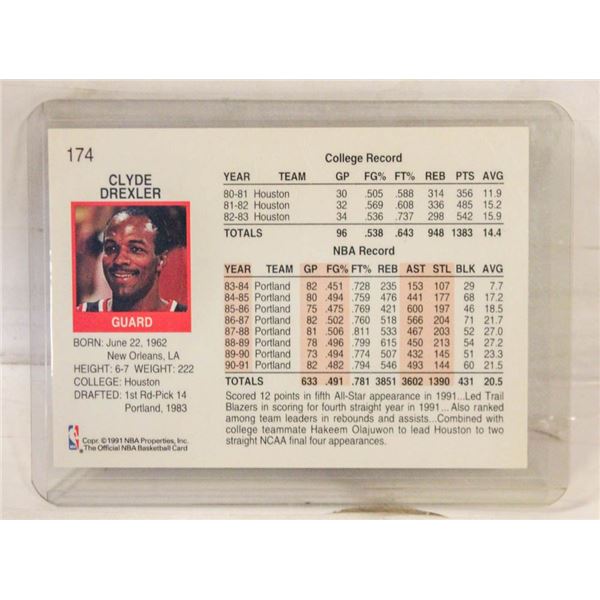 174
CLYDE
DREXLER
GUARD
BORN: June 22, 1962
New Orleans, LA
HEIGHT: 6-7 WEIGHT: 222
COLLEGE: Houston
DRAFTED: 1st Rd-Pick 14
Portland, 1983
NBA
Copr. © 1991 NBA Properties, Inc.
The Official NBA Basketball Card
College Record
YEAR TEAM GP FG% FT% REB PTS AVG
80-81 Houston 30 .505 .588 314 356 11.9
81-82 Houston 32 .569 .608 336 485 15.2
82-83 Houston 34 .536 .737 298 542 15.9
TOTALS 96 .538 .643 948 1383 14.4
NBA Record
YEAR TEAM GP FG% FT% REB AST STL BLK AVG
83-84 Portland 82 .451 .728 235 153 107 29 7.7
84-85 Portland 80 .494 .759 476 441 177 68 17.2
85-86 Portland 75 .475 .769 421 600 197 46 18.5
86-87 Portland 82 .502 .760 518 566 204 71 21.7
87-88 Portland 81 .506 .811 533 467 203 52 27.0
88-89 Portland 78 .496 .799 615 450 213 54 27.2
89-90 Portland 73 .494 .774 507 432 145 51 23.3
90-91 Portland 82 .482 .794 546 493 144 60 21.5
TOTALS 633 .491 .781 3851 3602 1390 431 20.5
Scored 12 points in fifth All-Star appearance in 1991...Led Trail
Blazers in scoring for fourth straight year in 1991...Also ranked
among team leaders in rebounds and assists...Combined with
college teammate Hakeem Olajuwon to lead Houston to two
straight NCAA final four appearances.